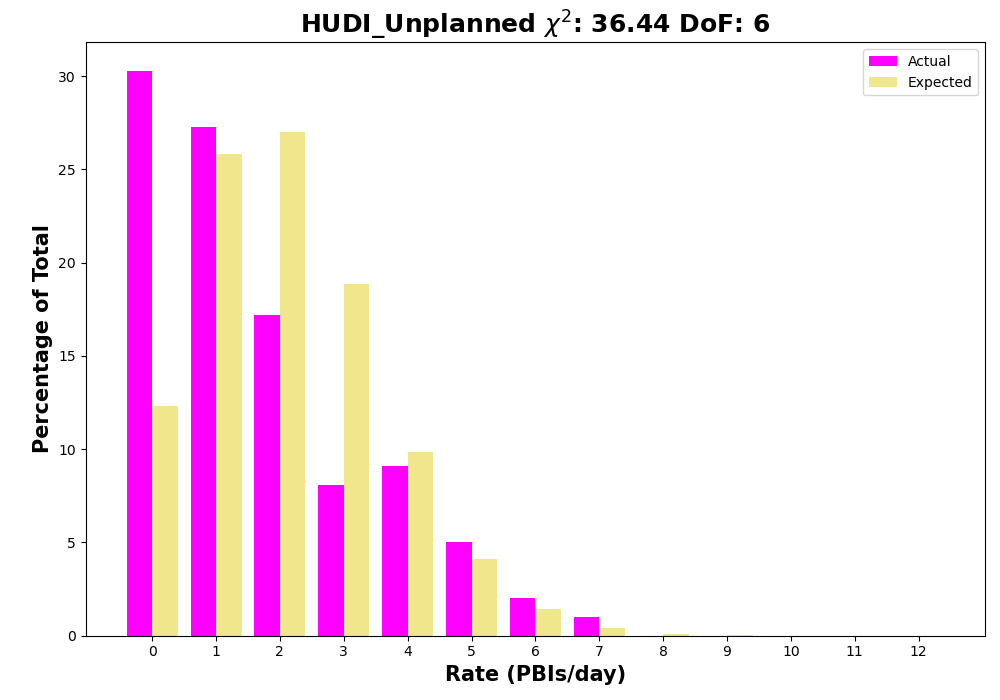 HUDI_Unplanned χ²: 36.44 DoF: 6
Actual
Expected
Percentage of Total
30
25
20
15
10
5
0
0 1 2 3 4 5 6 7 8 9 10 11 12
Rate (PBIs/day)